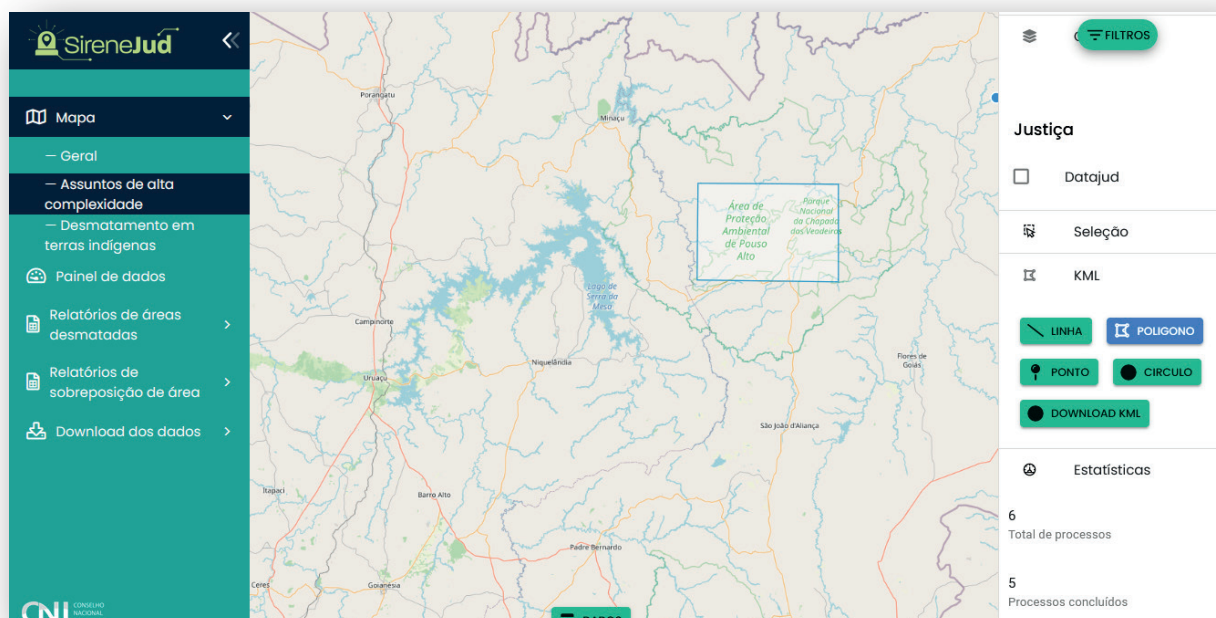 SireneJud
Mapa
— Geral
— Assuntos de alta
complexidade
— Desmatamento em
terras indígenas
Painel de dados
Relatórios de áreas
desmatadas
Relatórios de
sobreposição de área
Download dos dados
CNJ CONSELHO
NACIONAL
Porangatu
Minaçu
Área de
Proteção
Ambiental
de Pouso
Alto
Parque
Nacional
da Chapada
dos Veadeiros
Lago de
Serra da
Mesa
Campinorte
Niquelândia
Uruaçu
Flores de
Goiás
São João d'Aliança
Itapaci
Barro Alto
Padre Bernardo
Ceres
Goianésia
DADOS
FILTROS
Justiça
Datajud
Seleção
KML
LINHA
POLIGONO
PONTO
CIRCULO
DOWNLOAD KML
Estatísticas
6
Total de processos
5
Processos concluídos